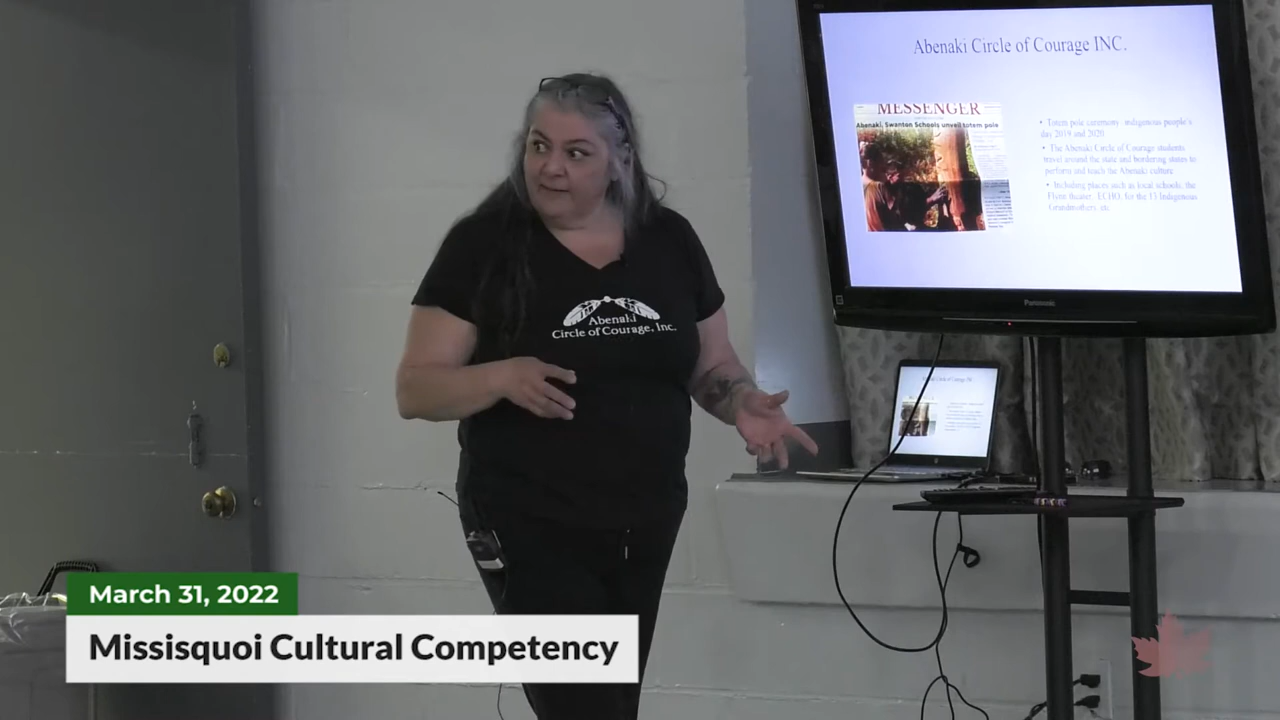 Abenaki Circle of Courage INC.
MESSENGER
Abenaki, Swanton Schools unveil totem pole
• Totem pole ceremony indigenous people's
day 2019 and 2020
• The Abenaki Circle of Courage students
travel around the state and bordering states to
perform and teach the Abenaki culture
• Including places such as local schools, the
Flynn theater, ECHO, for the 13 Indigenous
Grandmothers, etc
Abenaki
Circle of Courage, Inc.
Panasonic
March 31, 2022
Missisquoi Cultural Competency